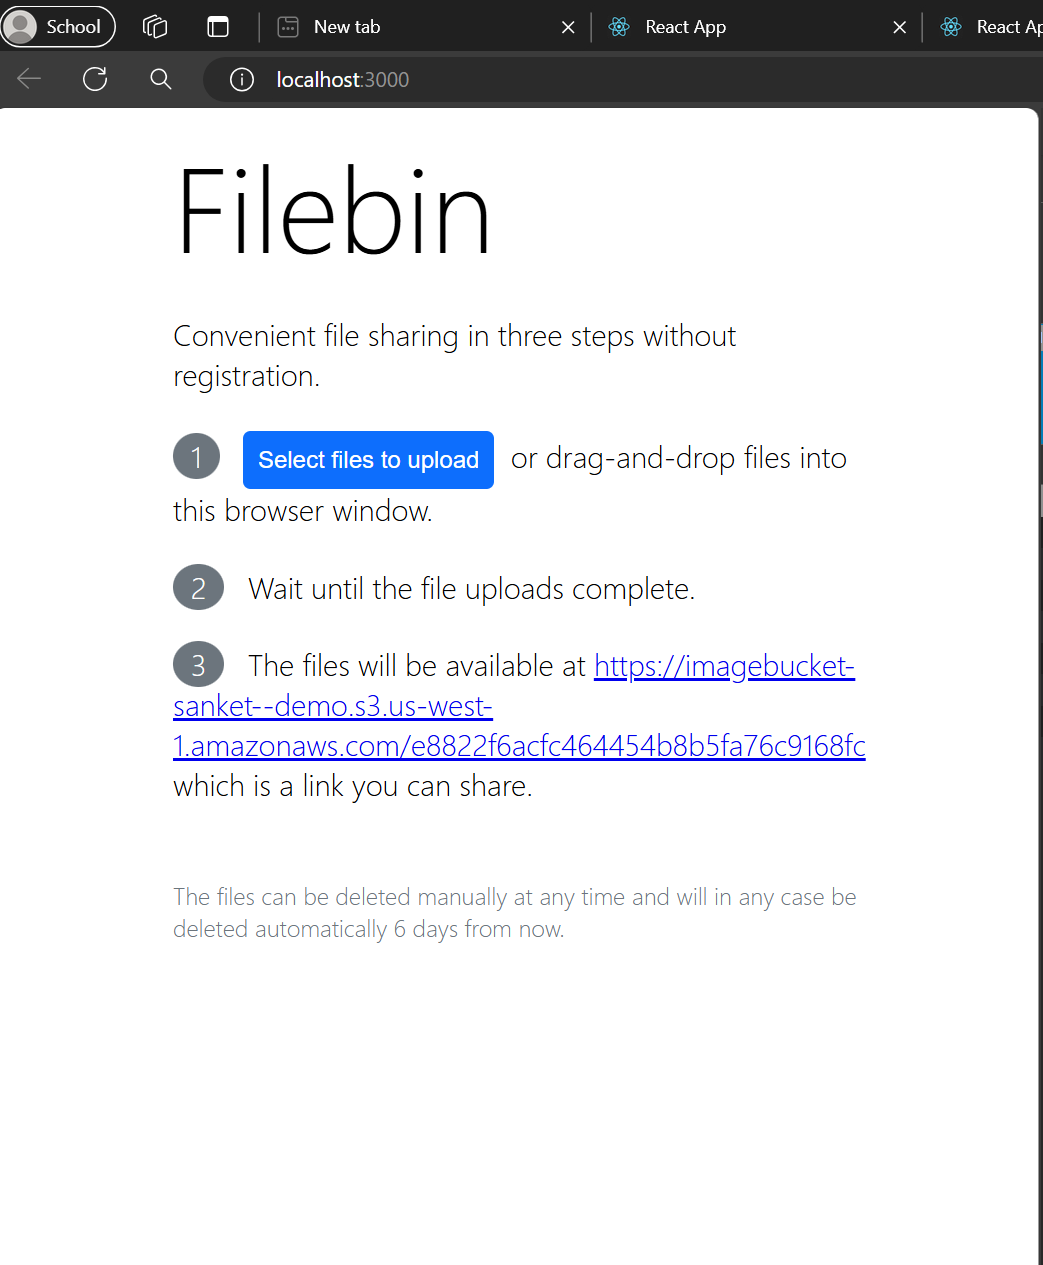 School
New tab
React App
React Ap
localhost:3000
Filebin
Convenient file sharing in three steps without
registration.
1 Select files to upload or drag-and-drop files into
this browser window.
2 Wait until the file uploads complete.
3 The files will be available at https://imagebucket-
sanket--demo.s3.us-west-
1.amazonaws.com/e8822f6acfc464454b8b5fa76c9168fc
which is a link you can share.
The files can be deleted manually at any time and will in any case be
deleted automatically 6 days from now.